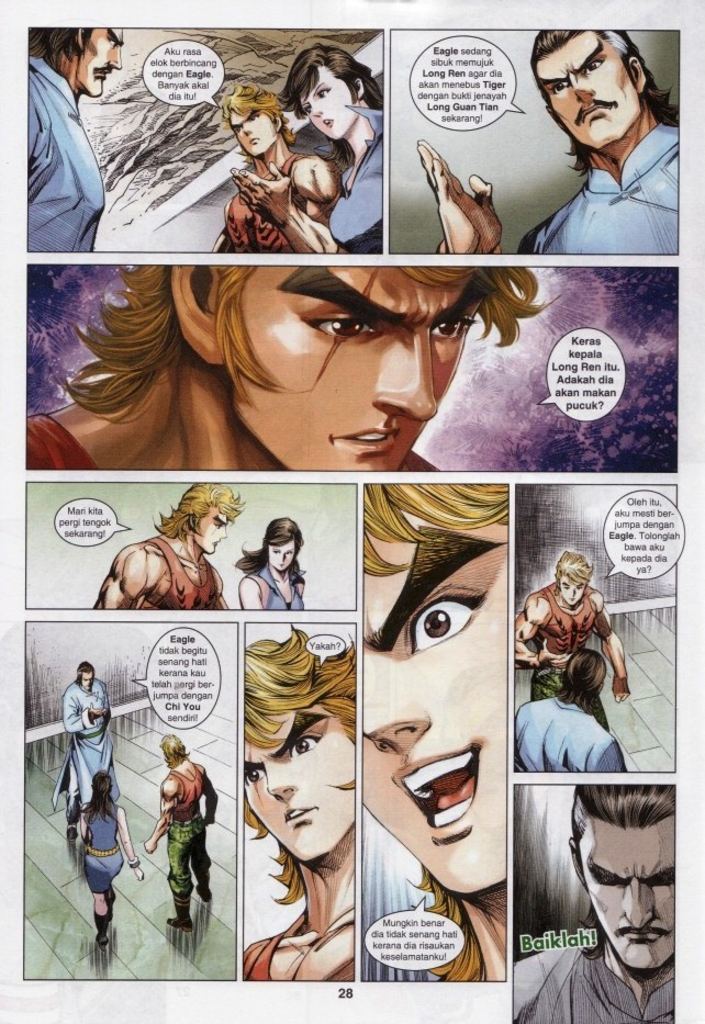 Aku rasa
elok berbincang
dengan Eagle.
Banyak akal
dia itu!
Eagle sedang
sibuk memujuk
Long Ren agar dia
akan menebus Tiger
dengan bukti jenayah
Long Guan Tian
sekarang!
Keras
kepala
Long Ren itu.
Adakah dia
akan makan
pucuk?
Mari kita
pergi tengok
sekarang!
Eagle
tidak begitu
senang hati
kerana kau
telah pergi ber-
jumpa dengan
Chi You
sendiri!
Yakah?
Mungkin benar
dia tidak senang hati
kerana dia risaukan
keselamatanku!
Oleh itu,
aku mesti ber-
jumpa dengan
Eagle. Tolonglah
bawa aku
kepada dia
ya?
Baiklah!
28